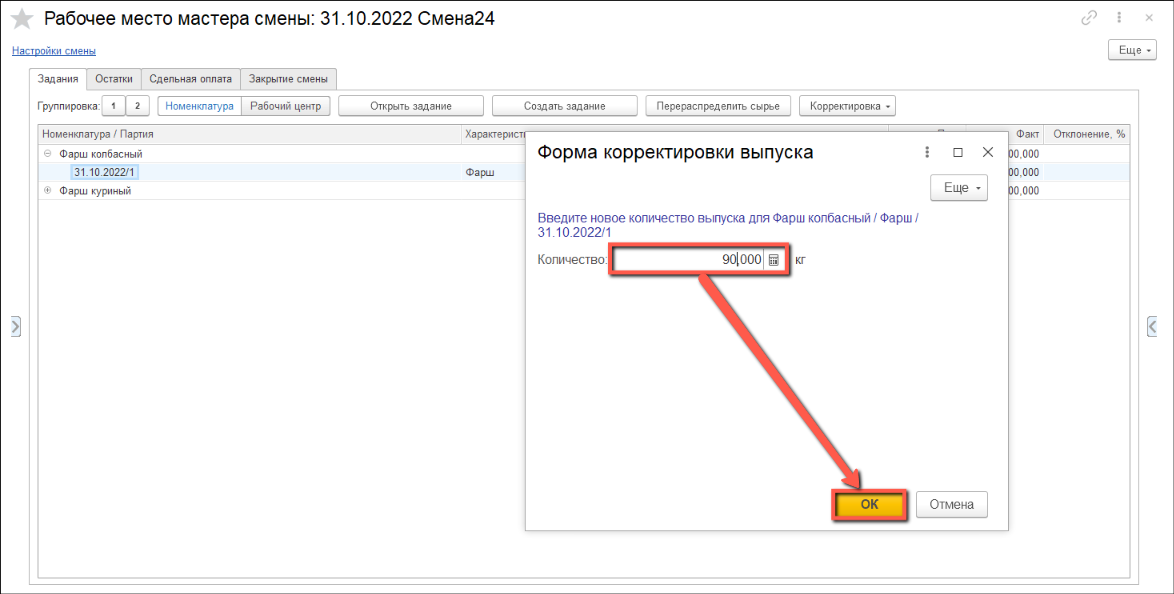 Рабочее место мастера смены: 31.10.2022 Смена24
Настройки смены
Еще
Задания Остатки Сдельная оплата Закрытие смены
Группировка: 1 2 Номенклатура Рабочий центр Открыть задание Создать задание Перераспределить сырье Корректировка
Номенклатура / Партия Факт Отклонение, %
Фарш колбасный 00,000
31.10.2022/1 Фарш 00,000
Фарш куриный 00,000
Форма корректировки выпуска
Еще
Введите новое количество выпуска для Фарш колбасный / Фарш /
31.10.2022/1
Количество: 90,000 кг
ОК Отмена